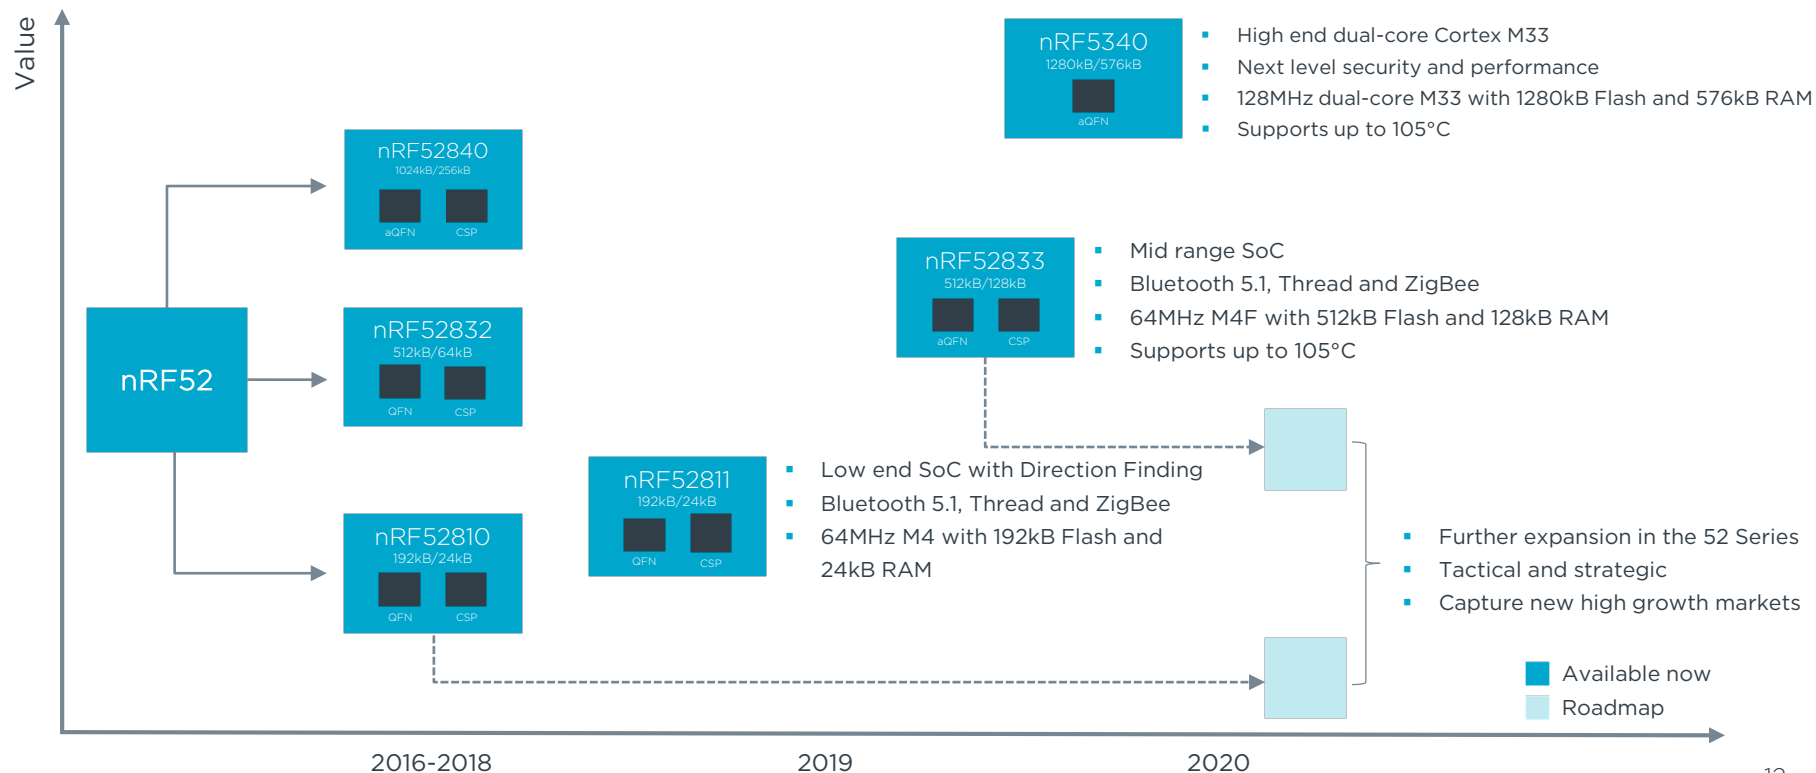 Value
nRF5340
1280kB/576kB
aQFN
High end dual-core Cortex M33
Next level security and performance
128MHz dual-core M33 with 1280kB Flash and 576kB RAM
Supports up to 105°C
nRF52840
1024kB/256kB
aQFN
CSP
nRF52833
512kB/128kB
aQFN
CSP
Mid range SoC
Bluetooth 5.1, Thread and ZigBee
64MHz M4F with 512kB Flash and 128kB RAM
Supports up to 105°C
nRF52
nRF52832
512kB/64kB
QFN
CSP
nRF52811
192kB/24kB
QFN
CSP
Low end SoC with Direction Finding
Bluetooth 5.1, Thread and ZigBee
64MHz M4 with 192kB Flash and
24kB RAM
nRF52810
192kB/24kB
QFN
CSP
Further expansion in the 52 Series
Tactical and strategic
Capture new high growth markets
Available now
Roadmap
2016-2018
2019
2020